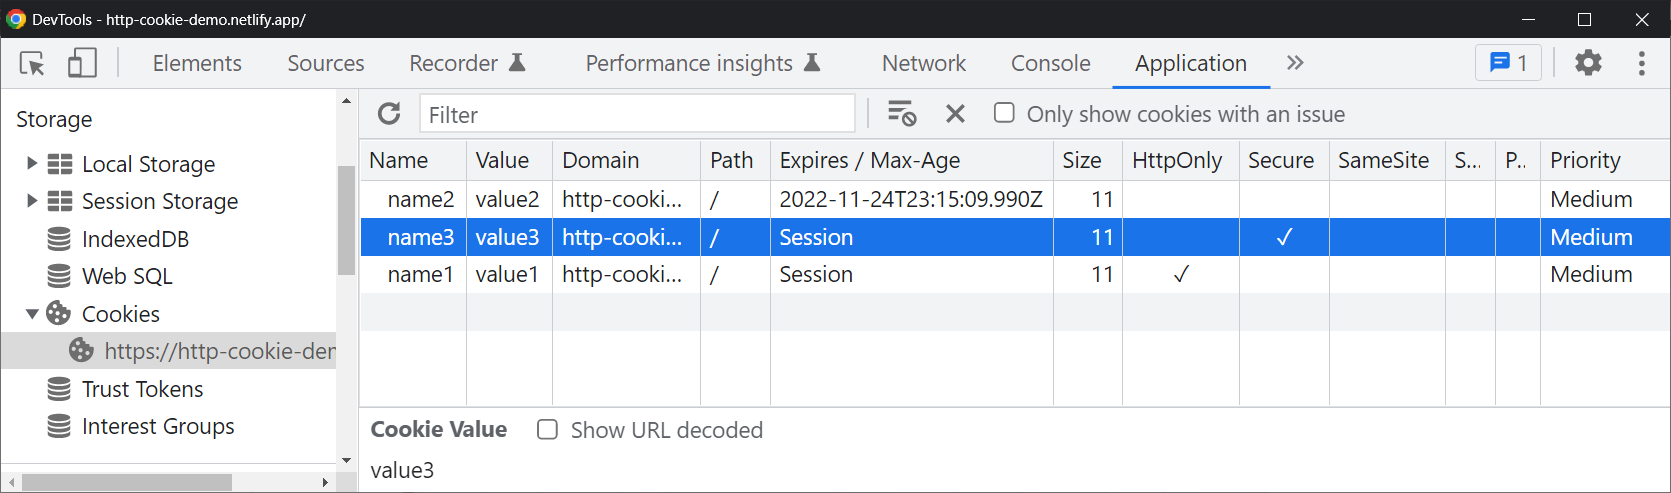 DevTools - http-cookie-demo.netlify.app/
Elements Sources Recorder Performance insights Network Console Application 1
Storage
Local Storage
Session Storage
IndexedDB
Web SQL
Cookies
https://http-cookie-der
Trust Tokens
Interest Groups
Filter Only show cookies with an issue
Name Value Domain Path Expires / Max-Age Size HttpOnly Secure SameSite S... P.. Priority
name2 value2 http-cooki... / 2022-11-24T23:15:09.990Z 11 Medium
name3 value3 http-cooki... / Session 11 ✓ Medium
name1 value1 http-cooki... / Session 11 ✓ Medium
Cookie Value Show URL decoded
value3